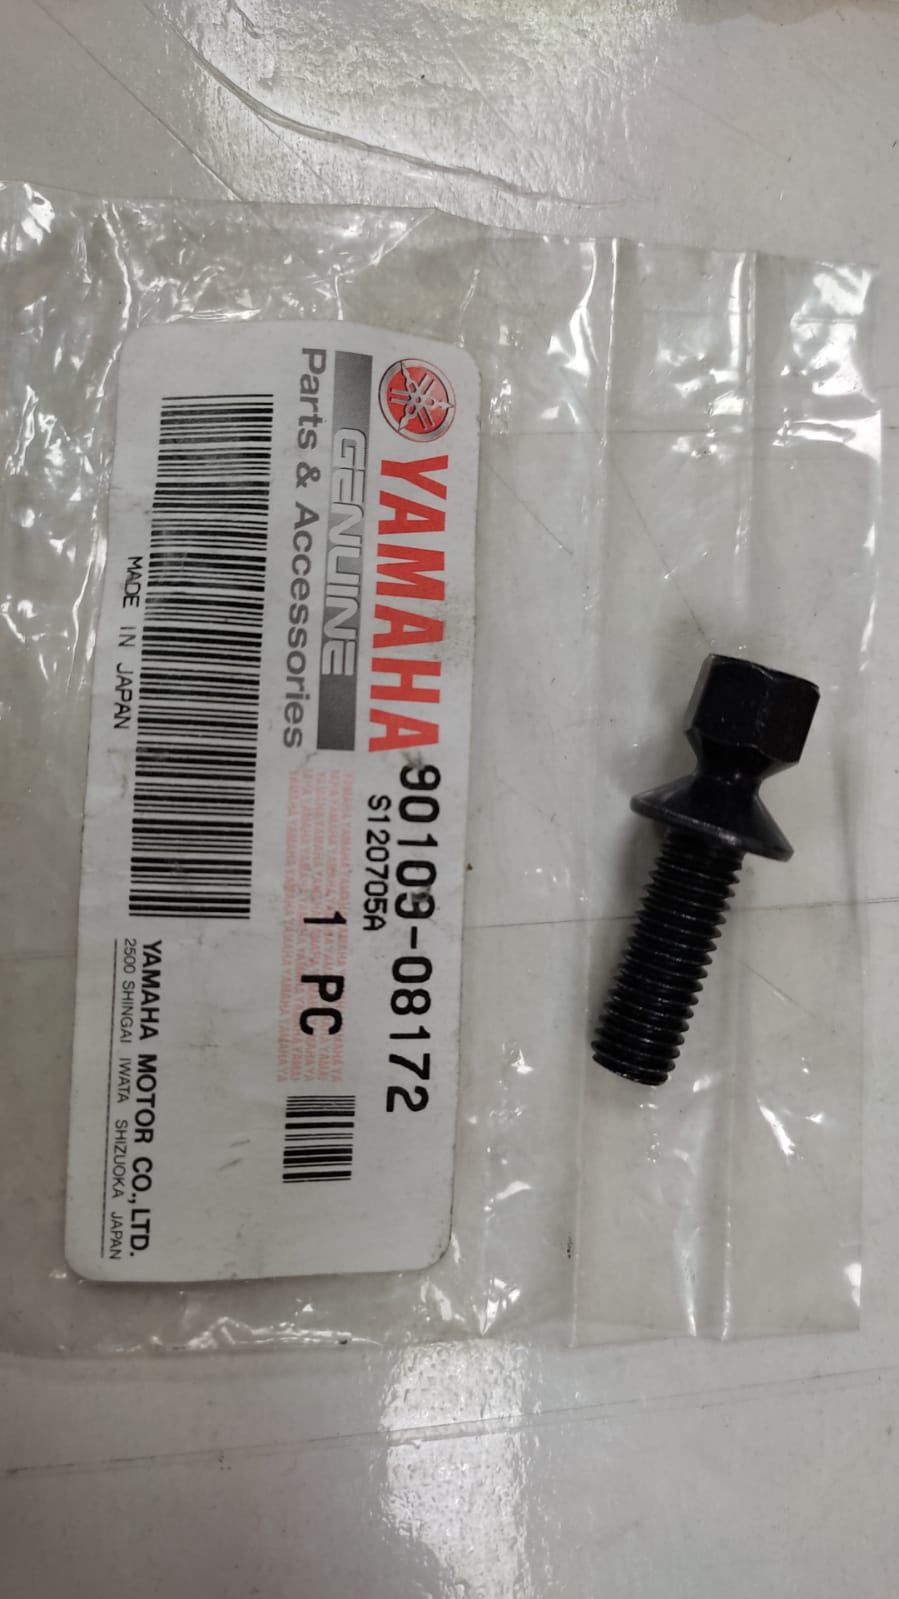 YAMAHA
GENUINE
Parts & Accessories
90109-08172
S120705A
1 PC
MADE IN JAPAN
YAMAHA MOTOR CO.,LTD.
2500 SHINGAI IWATA SHIZUOKA JAPAN